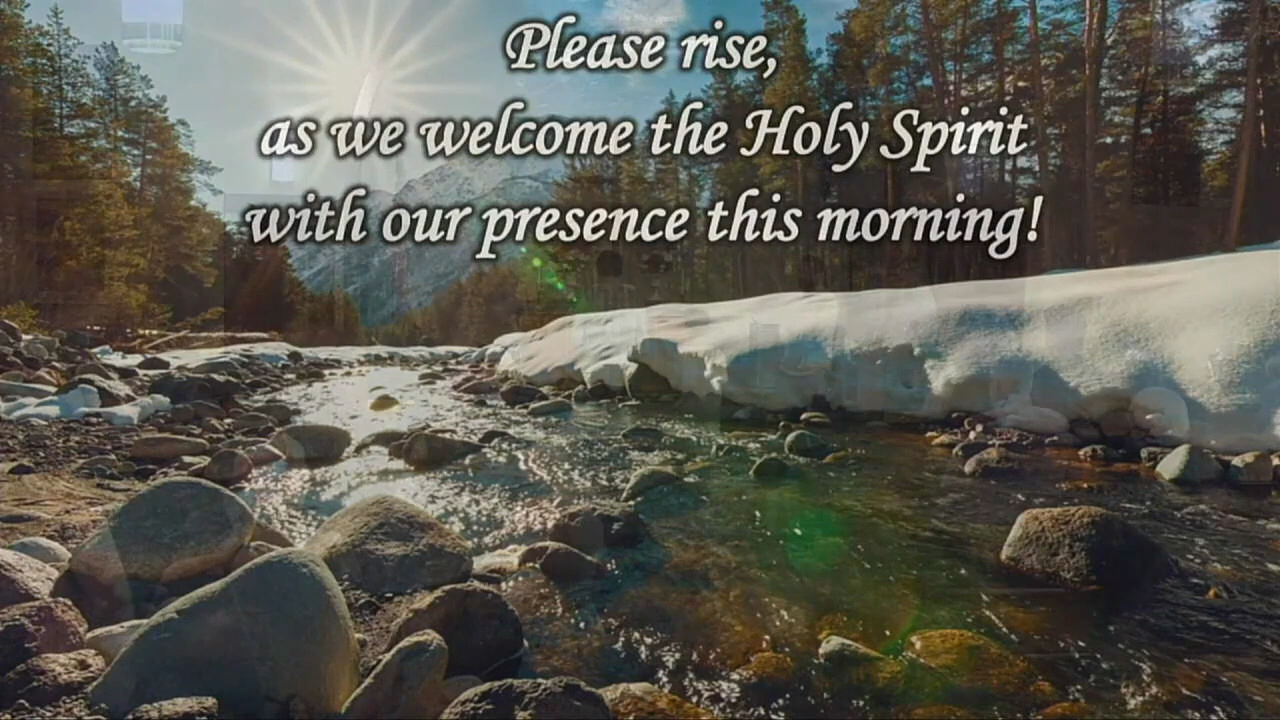 Please rise,
as we welcome the Holy Spirit
with our presence this morning!